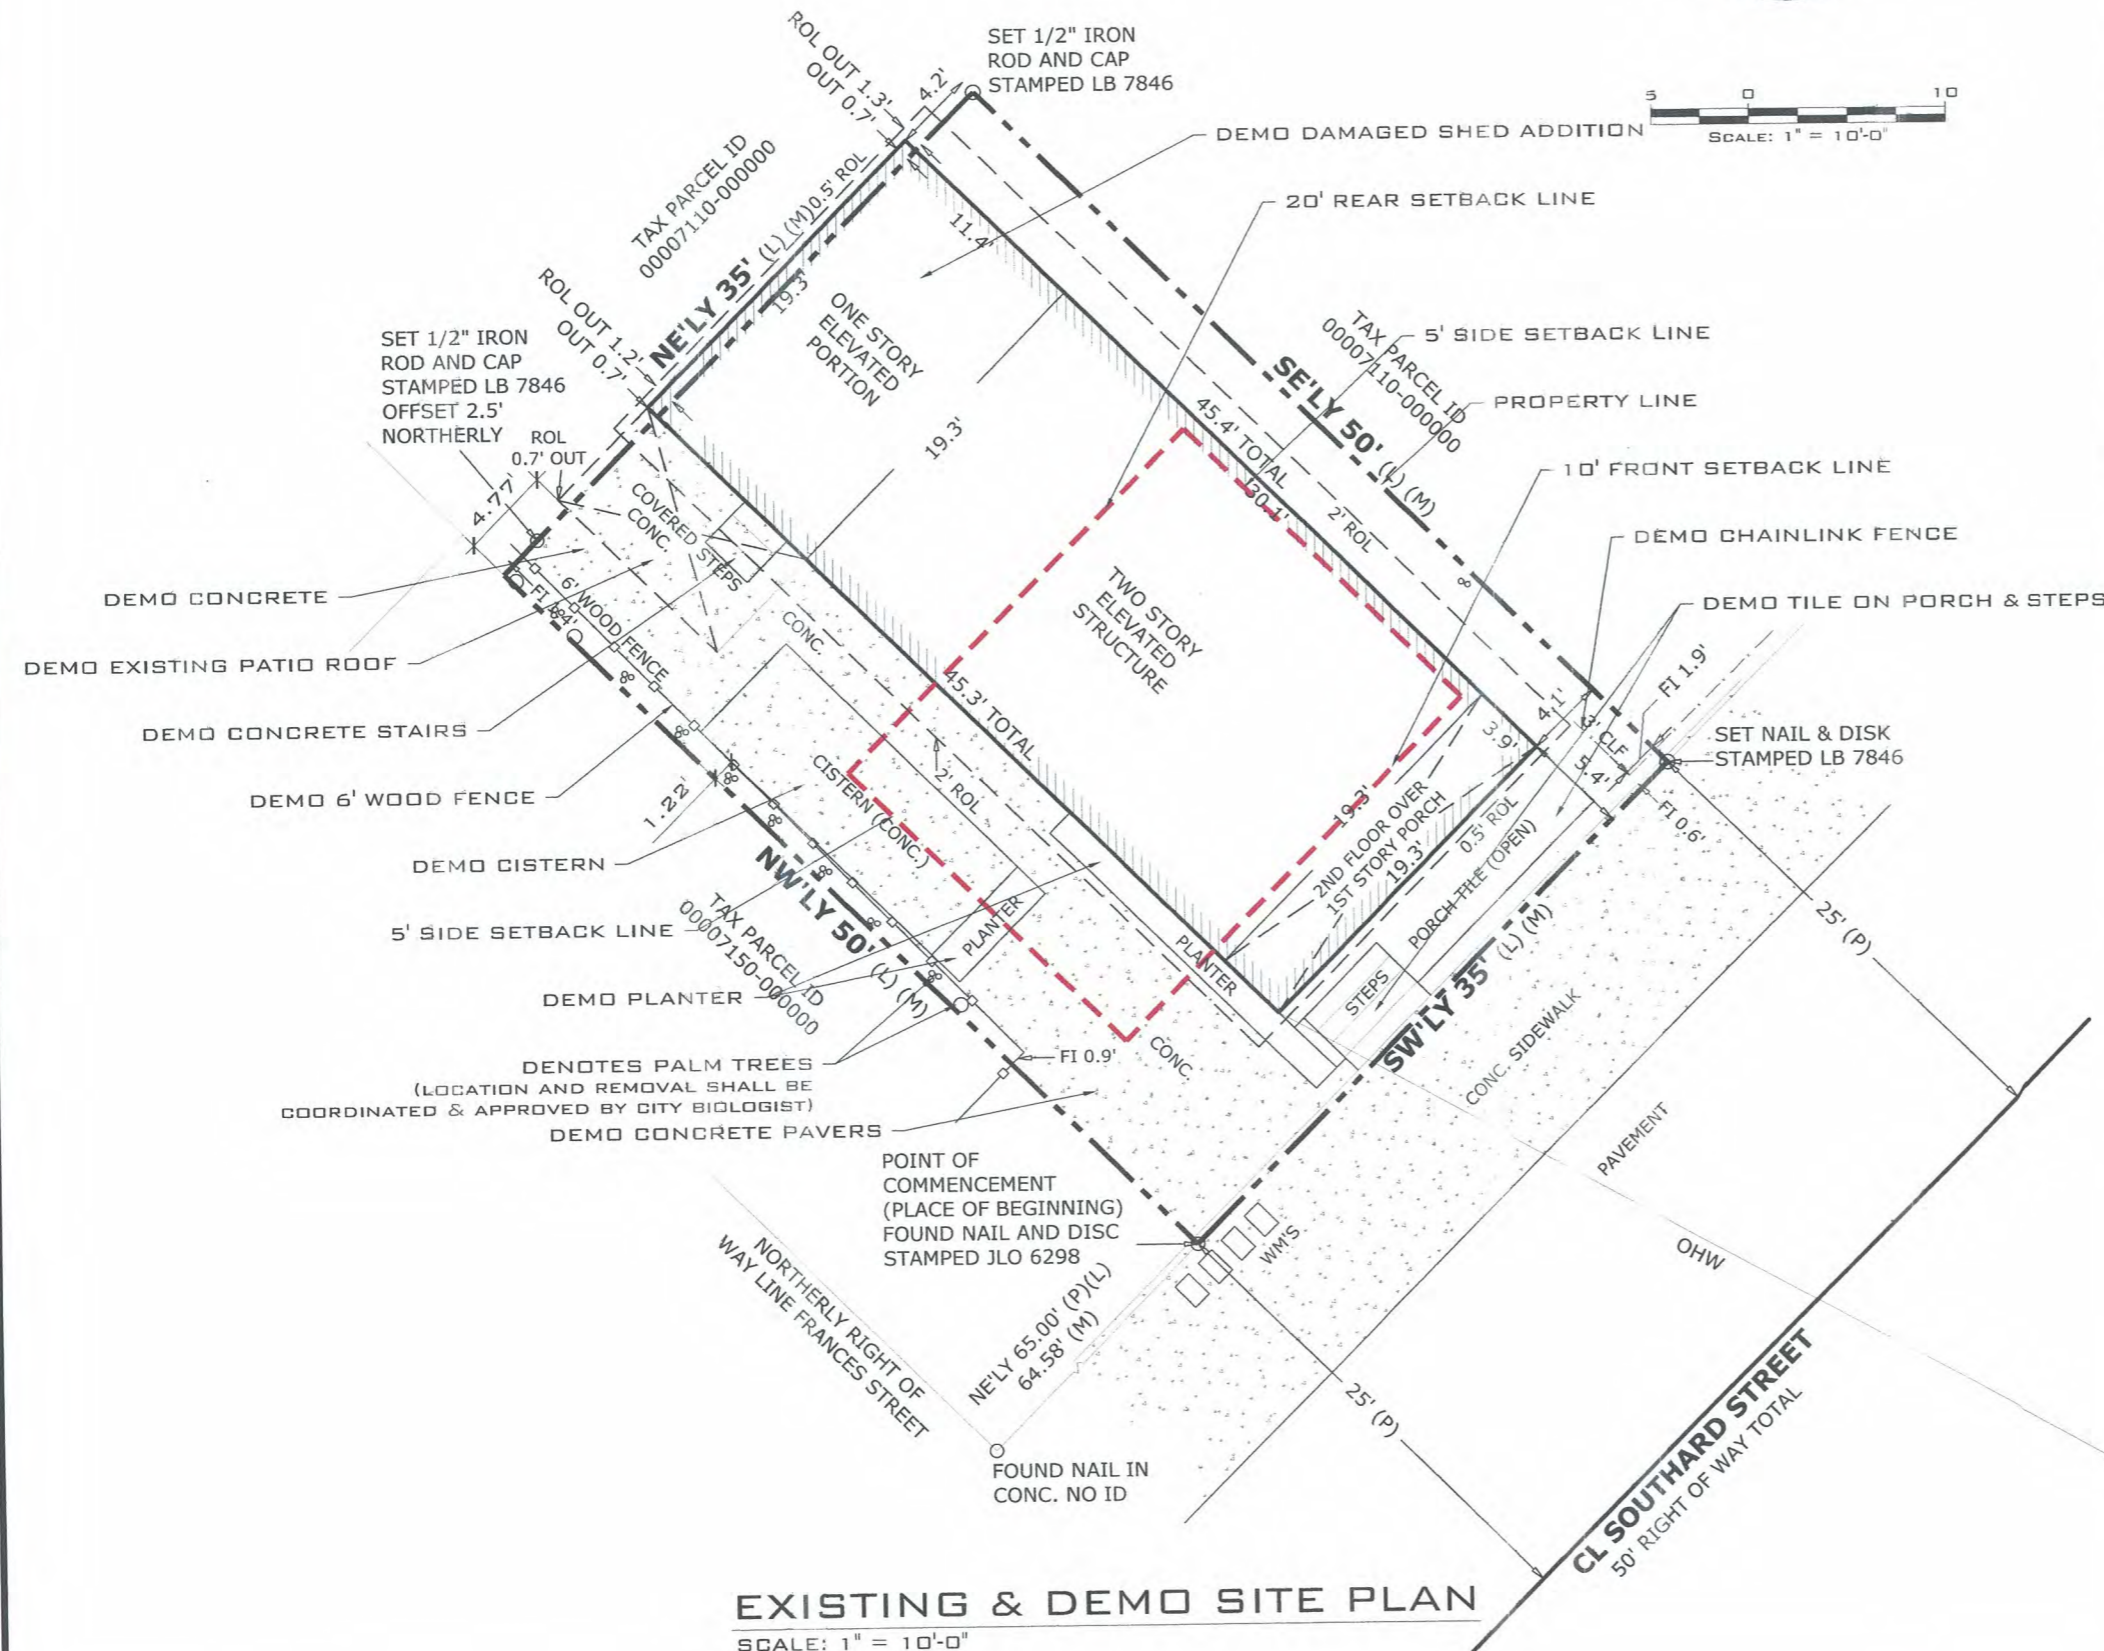 SET 1/2" IRON
ROD AND CAP
STAMPED LB 7846
ROL OUT 1.3'
OUT 0.7'
4.2'
5 0 10
SCALE: 1" = 10'-0"
DEMO DAMAGED SHED ADDITION
20' REAR SETBACK LINE
TAX PARCEL ID
00007110-000000
NE'LY 35' (L) (M)
0.5' ROL
19.3'
11.4'
ONE STORY
ELEVATED
PORTION
ROL OUT 1.2'
OUT 0.7'
SET 1/2" IRON
ROD AND CAP
STAMPED LB 7846
OFFSET 2.5'
NORTHERLY
ROL
0.7' OUT
4.77'
TAX PARCEL ID
00007110-000000
5' SIDE SETBACK LINE
SE'LY 50' (L) (M)
PROPERTY LINE
45.4' TOTAL
30.1'
2' ROL
19.3'
10' FRONT SETBACK LINE
DEMO CHAINLINK FENCE
DEMO TILE ON PORCH & STEPS
COVERED STEPS
CONC.
DEMO CONCRETE
6' WOOD FENCE
CONC.
TWO STORY
ELEVATED
STRUCTURE
DEMO EXISTING PATIO ROOF
DEMO CONCRETE STAIRS
45.3' TOTAL
FI 1.9'
4.1'
3' CLF
3.9'
5.4'
SET NAIL & DISK
STAMPED LB 7846
FI 0.6'
DEMO 6' WOOD FENCE
1.22'
CISTERN (CONC.)
2' ROL
19.3'
2ND FLOOR OVER
1ST STORY PORCH
19.3'
0.5' ROL
PORCH TILE (OPEN)
DEMO CISTERN
NW'LY 50' (L) (M)
TAX PARCEL ID
00007150-000000
5' SIDE SETBACK LINE
PLANTER
PLANTER
STEPS
25' (P)
DEMO PLANTER
SW'LY 35' (L) (M)
CONC. SIDEWALK
DENOTES PALM TREES
(LOCATION AND REMOVAL SHALL BE
COORDINATED & APPROVED BY CITY BIOLOGIST)
FI 0.9'
CONC.
DEMO CONCRETE PAVERS
PAVEMENT
POINT OF
COMMENCEMENT
(PLACE OF BEGINNING)
FOUND NAIL AND DISC
STAMPED JLO 6298
WM'S
OHW
NORTHERLY RIGHT OF
WAY LINE FRANCES STREET
NE'LY 65.00' (P)(L)
64.58' (M)
25' (P)
FOUND NAIL IN
CONC. NO ID
CL SOUTHARD STREET
50' RIGHT OF WAY TOTAL
EXISTING & DEMO SITE PLAN
SCALE: 1" = 10'-0"